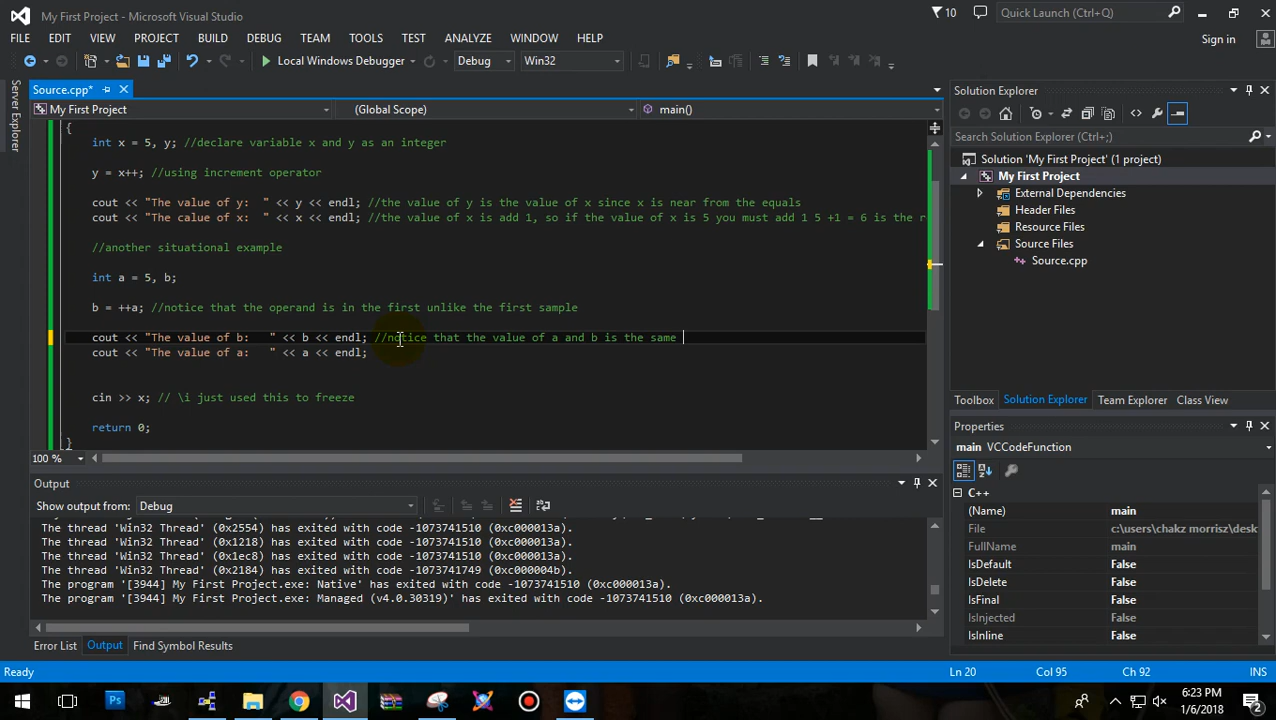 My First Project - Microsoft Visual Studio
10
Quick Launch (Ctrl+Q)
FILE EDIT VIEW PROJECT BUILD DEBUG TEAM TOOLS TEST ANALYZE WINDOW HELP
Sign in
Local Windows Debugger
Debug
Win32
Server Explorer
Source.cpp*
My First Project
(Global Scope)
main()
{
int x = 5, y; //declare variable x and y as an integer
y = x++; //using increment operator
cout << "The value of y:  " << y << endl; //the value of y is the value of x since x is near from the equals
cout << "The calue of x:  " << x << endl; //the value of x is add 1, so if the value of x is 5 you must add 1 5 +1 = 6 is the r
//another situational example
int a = 5, b;
b = ++a; //notice that the operand is in the first unlike the first sample
cout << "The value of b:   " << b << endl; //notice that the value of a and b is the same
cout << "The value of a:   " << a << endl;
cin >> x; // \i just used this to freeze
return 0;
}
100 %
Output
Show output from: Debug
The thread 'Win32 Thread' (0x2554) has exited with code -1073741510 (0xc000013a).
The thread 'Win32 Thread' (0x1218) has exited with code -1073741510 (0xc000013a).
The thread 'Win32 Thread' (0x1ec8) has exited with code -1073741510 (0xc000013a).
The thread 'Win32 Thread' (0x2184) has exited with code -1073741749 (0xc000004b).
The program '[3944] My First Project.exe: Native' has exited with code -1073741510 (0xc000013a).
The program '[3944] My First Project.exe: Managed (v4.0.30319)' has exited with code -1073741510 (0xc000013a).
Error List Output Find Symbol Results
Solution Explorer
Search Solution Explorer (Ctrl+;)
Solution 'My First Project' (1 project)
My First Project
External Dependencies
Header Files
Resource Files
Source Files
Source.cpp
Toolbox Solution Explorer Team Explorer Class View
Properties
main VCCodeFunction
C++
(Name) main
File c:\users\chakz morrisz\desk
FullName main
IsDefault False
IsDelete False
IsFinal False
IsInjected False
IsInline False
Ready
Ln 20
Col 95
Ch 92
INS
6:23 PM
1/6/2018
2